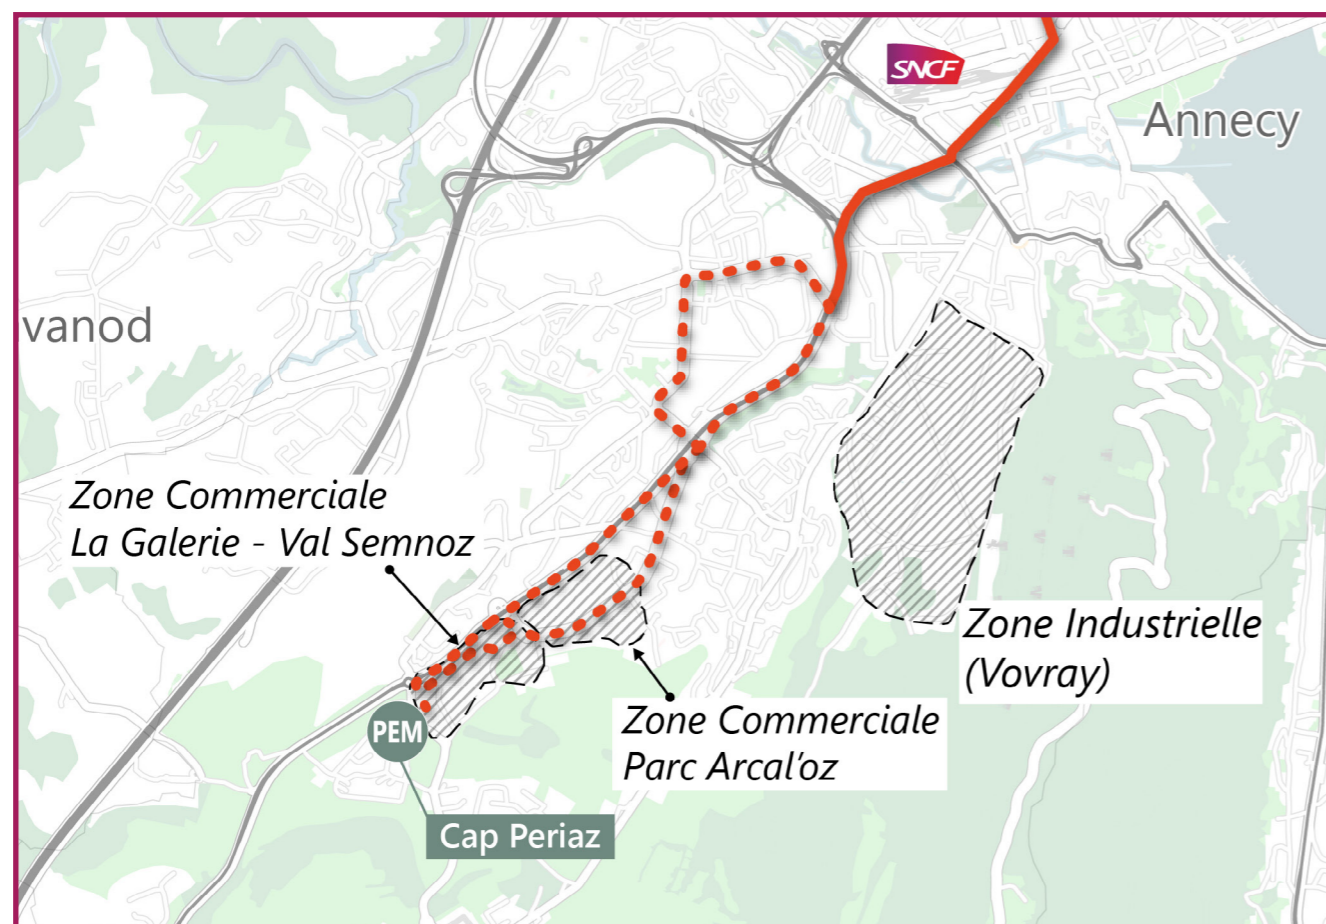 SNCF
Annecy
vanod
Zone Commerciale
La Galerie - Val Semnoz
Zone Industrielle
(Vovray)
Zone Commerciale
Parc Arcal'oz
PEM
Cap Periaz